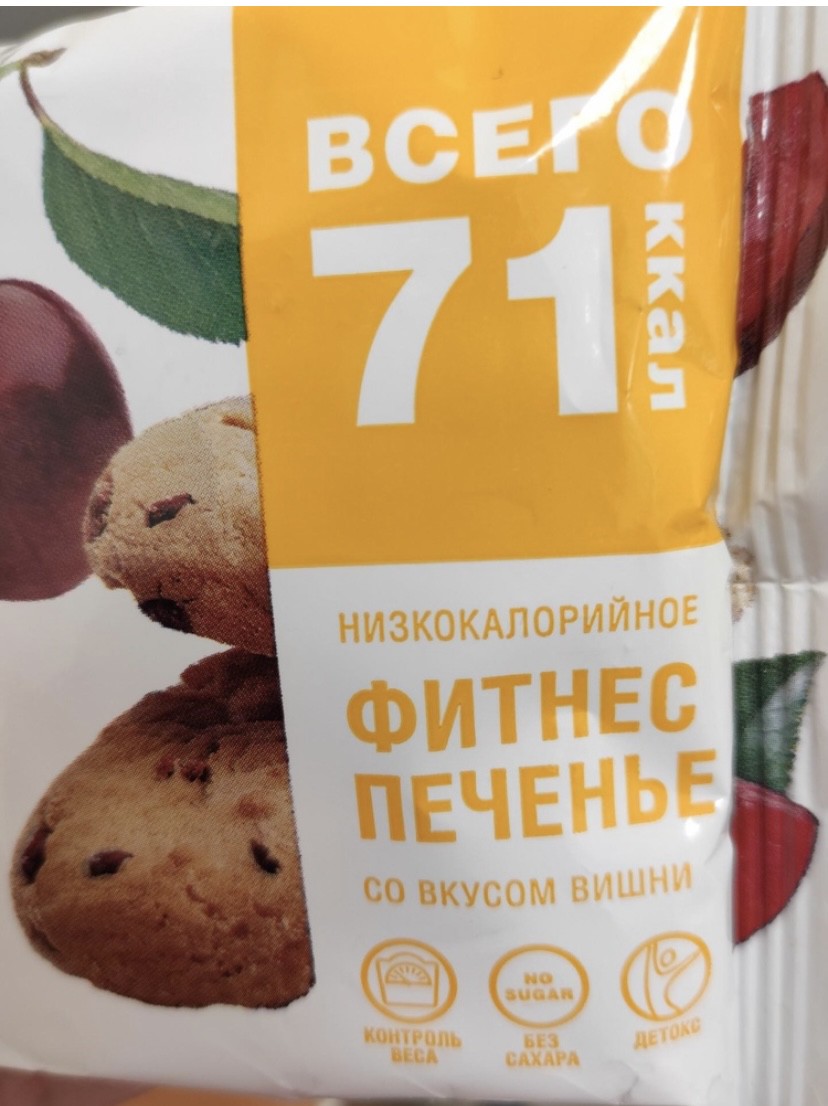 ВСЕГО
71
ккал
НИЗКОКАЛОРИЙНОЕ
ФИТНЕС
ПЕЧЕНЬЕ
СО ВКУСОМ ВИШНИ
NO
SUGAR
КОНТРОЛЬ
ВЕСА
БЕЗ
САХАРА
ДЕТОКС